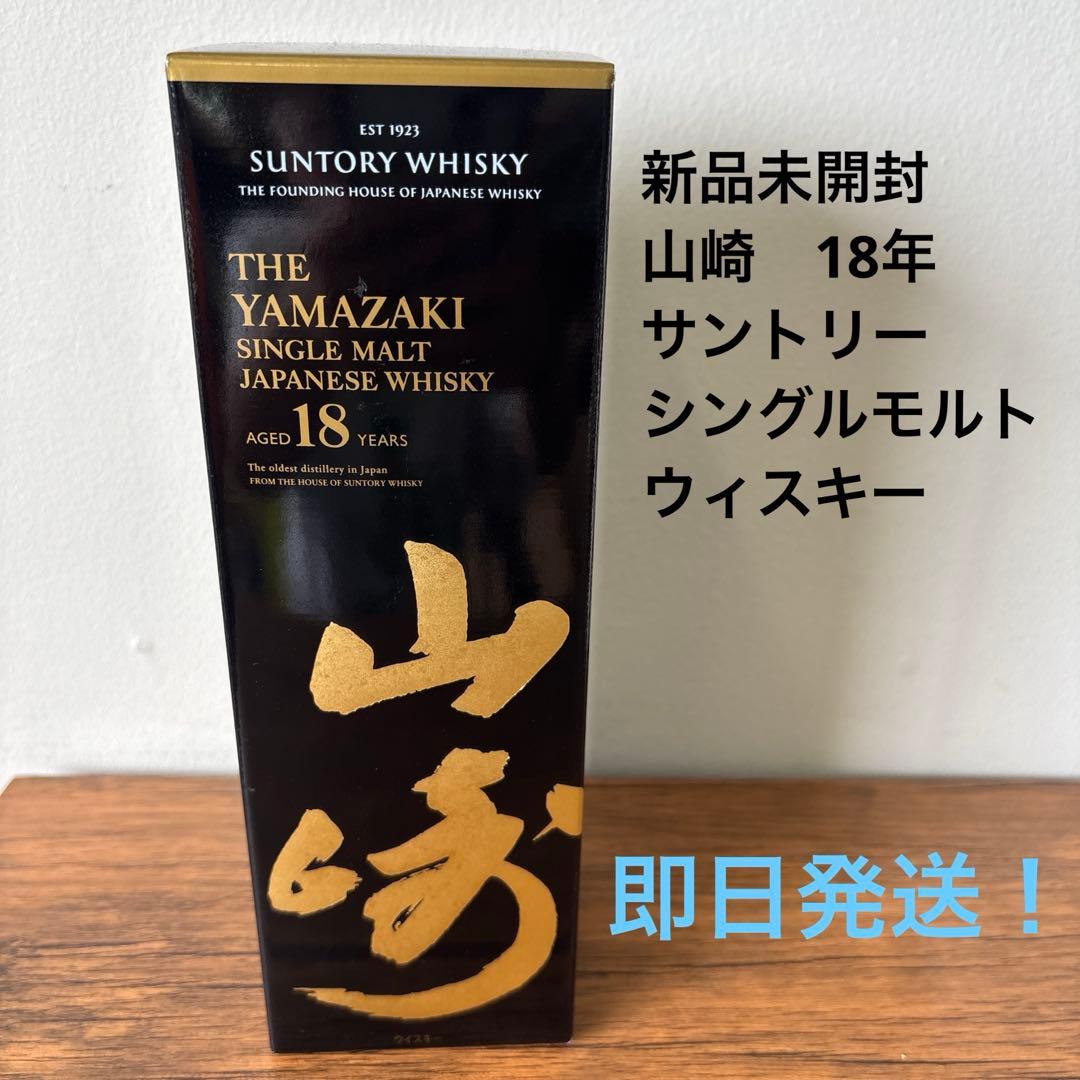 EST 1923
SUNTORY WHISKY
THE FOUNDING HOUSE OF JAPANESE WHISKY
THE
YAMAZAKI
SINGLE MALT
JAPANESE WHISKY
AGED 18 YEARS
The oldest distillery in Japan
FROM THE HOUSE OF SUNTORY WHISKY
山
崎
ウイスキー
新品未開封
山崎　18年
サントリー
シングルモルト
ウィスキー
即日発送！